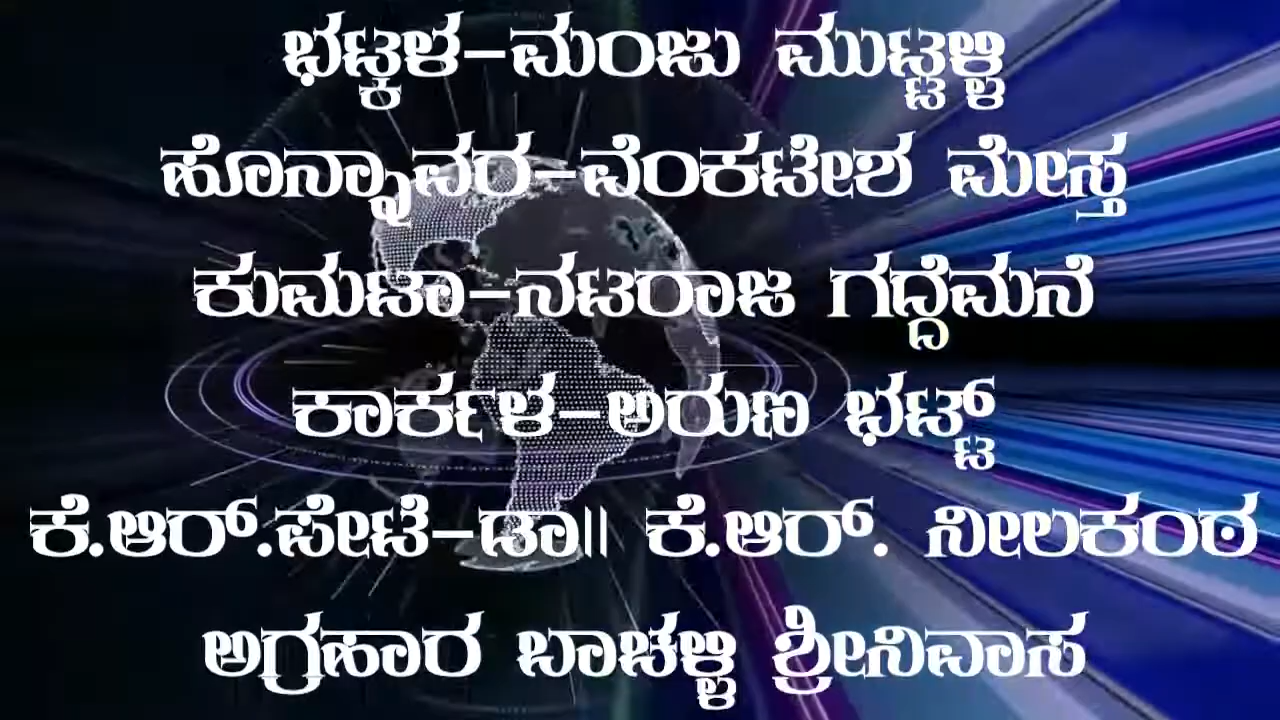 ಭಟ್ಕಳ-ಮಂಜು ಮುಟ್ಟಳ್ಳಿ
ಹೊನ್ನಾವರ-ವೆಂಕಟೇಶ ಮೇಸ್ತ
ಕುಮಟಾ-ನಟರಾಜ ಗದ್ದೆಮನೆ
ಕಾರ್ಕಳ-ಅರುಣ ಭಟ್ಟ್
ಕೆ.ಆರ್.ಪೇಟೆ-ಡಾ॥ ಕೆ.ಆರ್. ನೀಲಕಂಠ
ಅಗ್ರಹಾರ ಬಾಚಳ್ಳಿ ಶ್ರೀನಿವಾಸ